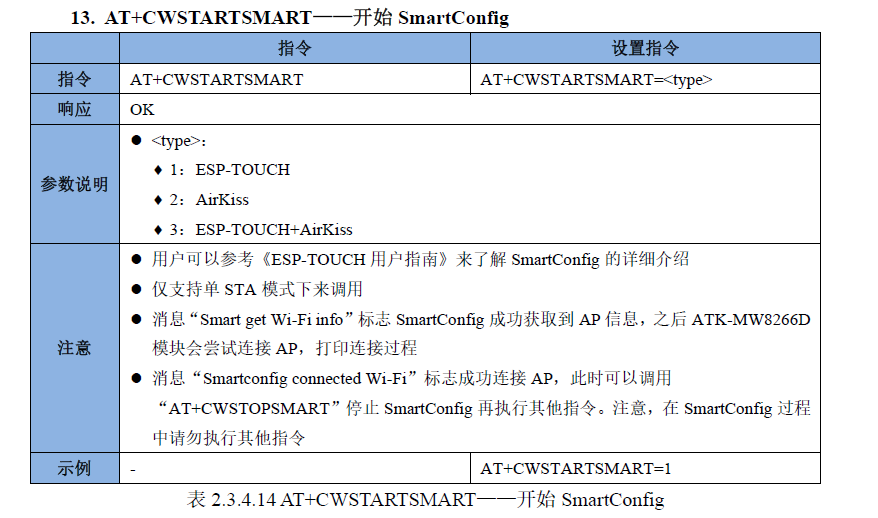 13. AT+CWSTARTSMART——开始 SmartConfig
指令 设置指令
指令 AT+CWSTARTSMART AT+CWSTARTSMART=<type>
响应 OK
参数说明
● <type>：
♦ 1：ESP-TOUCH
♦ 2：AirKiss
♦ 3：ESP-TOUCH+AirKiss
注意
● 用户可以参考《ESP-TOUCH 用户指南》来了解 SmartConfig 的详细介绍
● 仅支持单 STA 模式下来调用
● 消息“Smart get Wi-Fi info”标志 SmartConfig 成功获取到 AP 信息，之后 ATK-MW8266D
模块会尝试连接 AP，打印连接过程
● 消息“Smartconfig connected Wi-Fi”标志成功连接 AP，此时可以调用
“AT+CWSTOPSMART”停止 SmartConfig 再执行其他指令。注意，在 SmartConfig 过程
中请勿执行其他指令
示例 - AT+CWSTARTSMART=1
表 2.3.4.14 AT+CWSTARTSMART——开始 SmartConfig